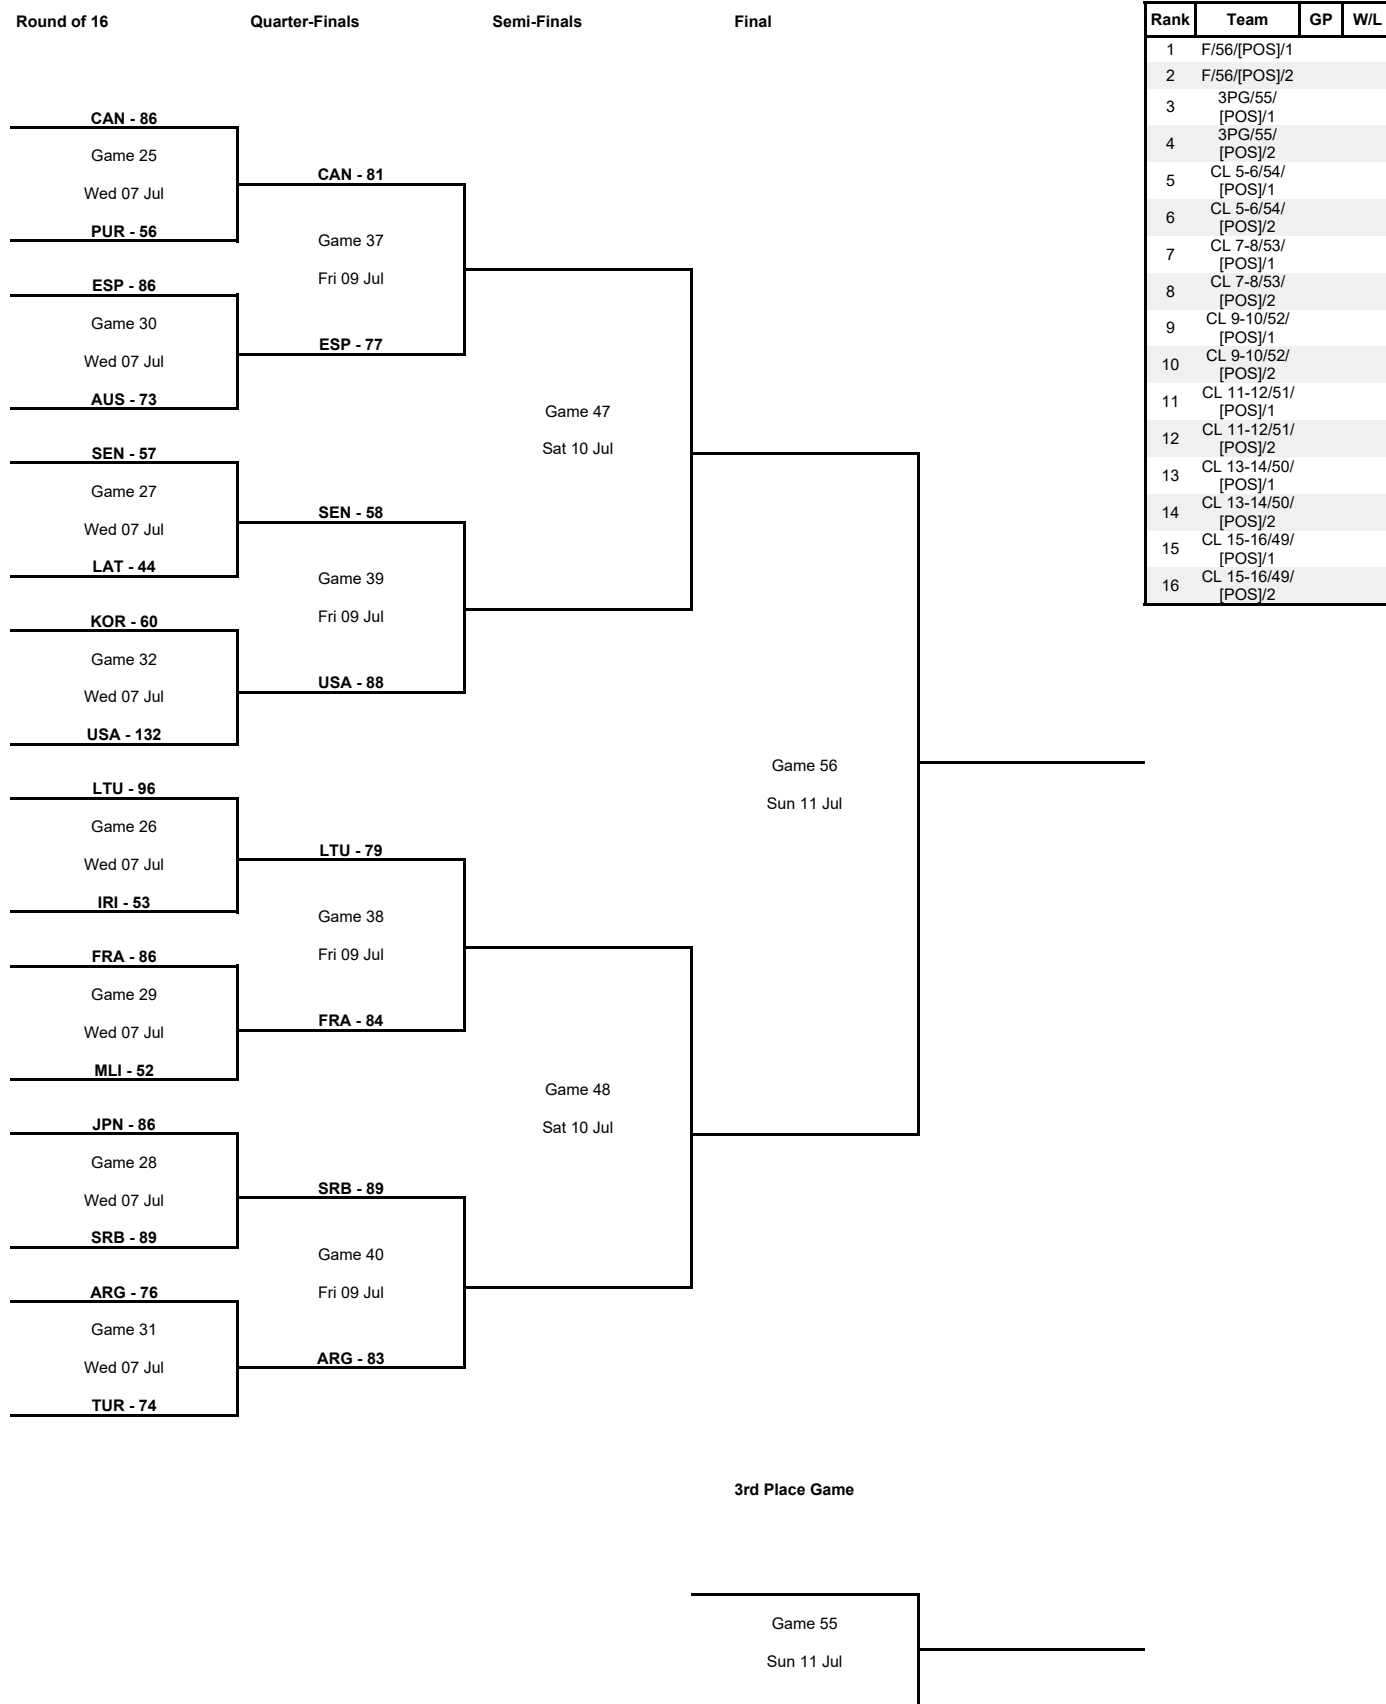 Round of 16 Quarter-Finals Semi-Finals Final
CAN - 86
Game 25
Wed 07 Jul
PUR - 56
ESP - 86
Game 30
Wed 07 Jul
AUS - 73
SEN - 57
Game 27
Wed 07 Jul
LAT - 44
KOR - 60
Game 32
Wed 07 Jul
USA - 132
LTU - 96
Game 26
Wed 07 Jul
IRI - 53
FRA - 86
Game 29
Wed 07 Jul
MLI - 52
JPN - 86
Game 28
Wed 07 Jul
SRB - 89
ARG - 76
Game 31
Wed 07 Jul
TUR - 74
CAN - 81
Game 37
Fri 09 Jul
ESP - 77
SEN - 58
Game 39
Fri 09 Jul
USA - 88
LTU - 79
Game 38
Fri 09 Jul
FRA - 84
SRB - 89
Game 40
Fri 09 Jul
ARG - 83
Game 47
Sat 10 Jul
Game 48
Sat 10 Jul
Game 56
Sun 11 Jul
3rd Place Game
Game 55
Sun 11 Jul
Rank Team GP W/L
1 F/56/[POS]/1
2 F/56/[POS]/2
3 3PG/55/
[POS]/1
4 3PG/55/
[POS]/2
5 CL 5-6/54/
[POS]/1
6 CL 5-6/54/
[POS]/2
7 CL 7-8/53/
[POS]/1
8 CL 7-8/53/
[POS]/2
9 CL 9-10/52/
[POS]/1
10 CL 9-10/52/
[POS]/2
11 CL 11-12/51/
[POS]/1
12 CL 11-12/51/
[POS]/2
13 CL 13-14/50/
[POS]/1
14 CL 13-14/50/
[POS]/2
15 CL 15-16/49/
[POS]/1
16 CL 15-16/49/
[POS]/2